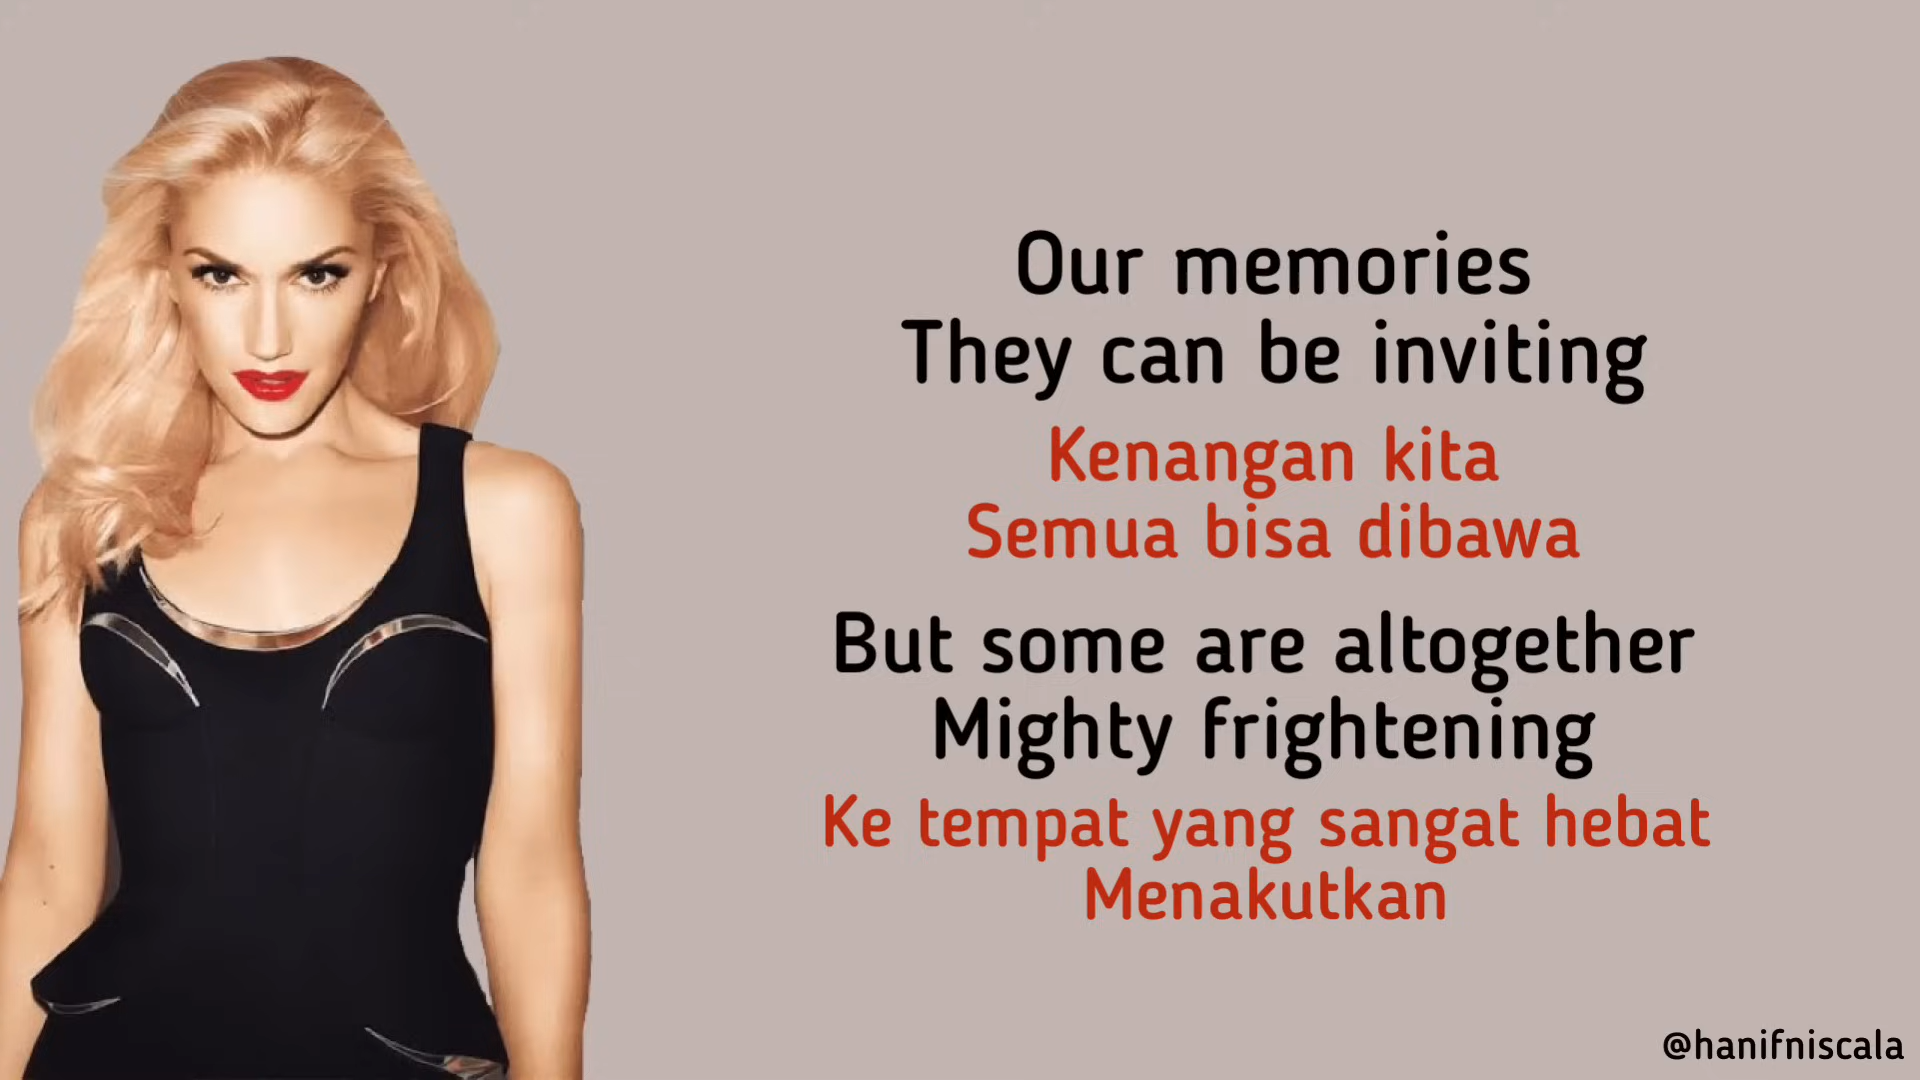 Our memories
They can be inviting
Kenangan kita
Semua bisa dibawa
But some are altogether
Mighty frightening
Ke tempat yang sangat hebat
Menakutkan
@hanifniscala